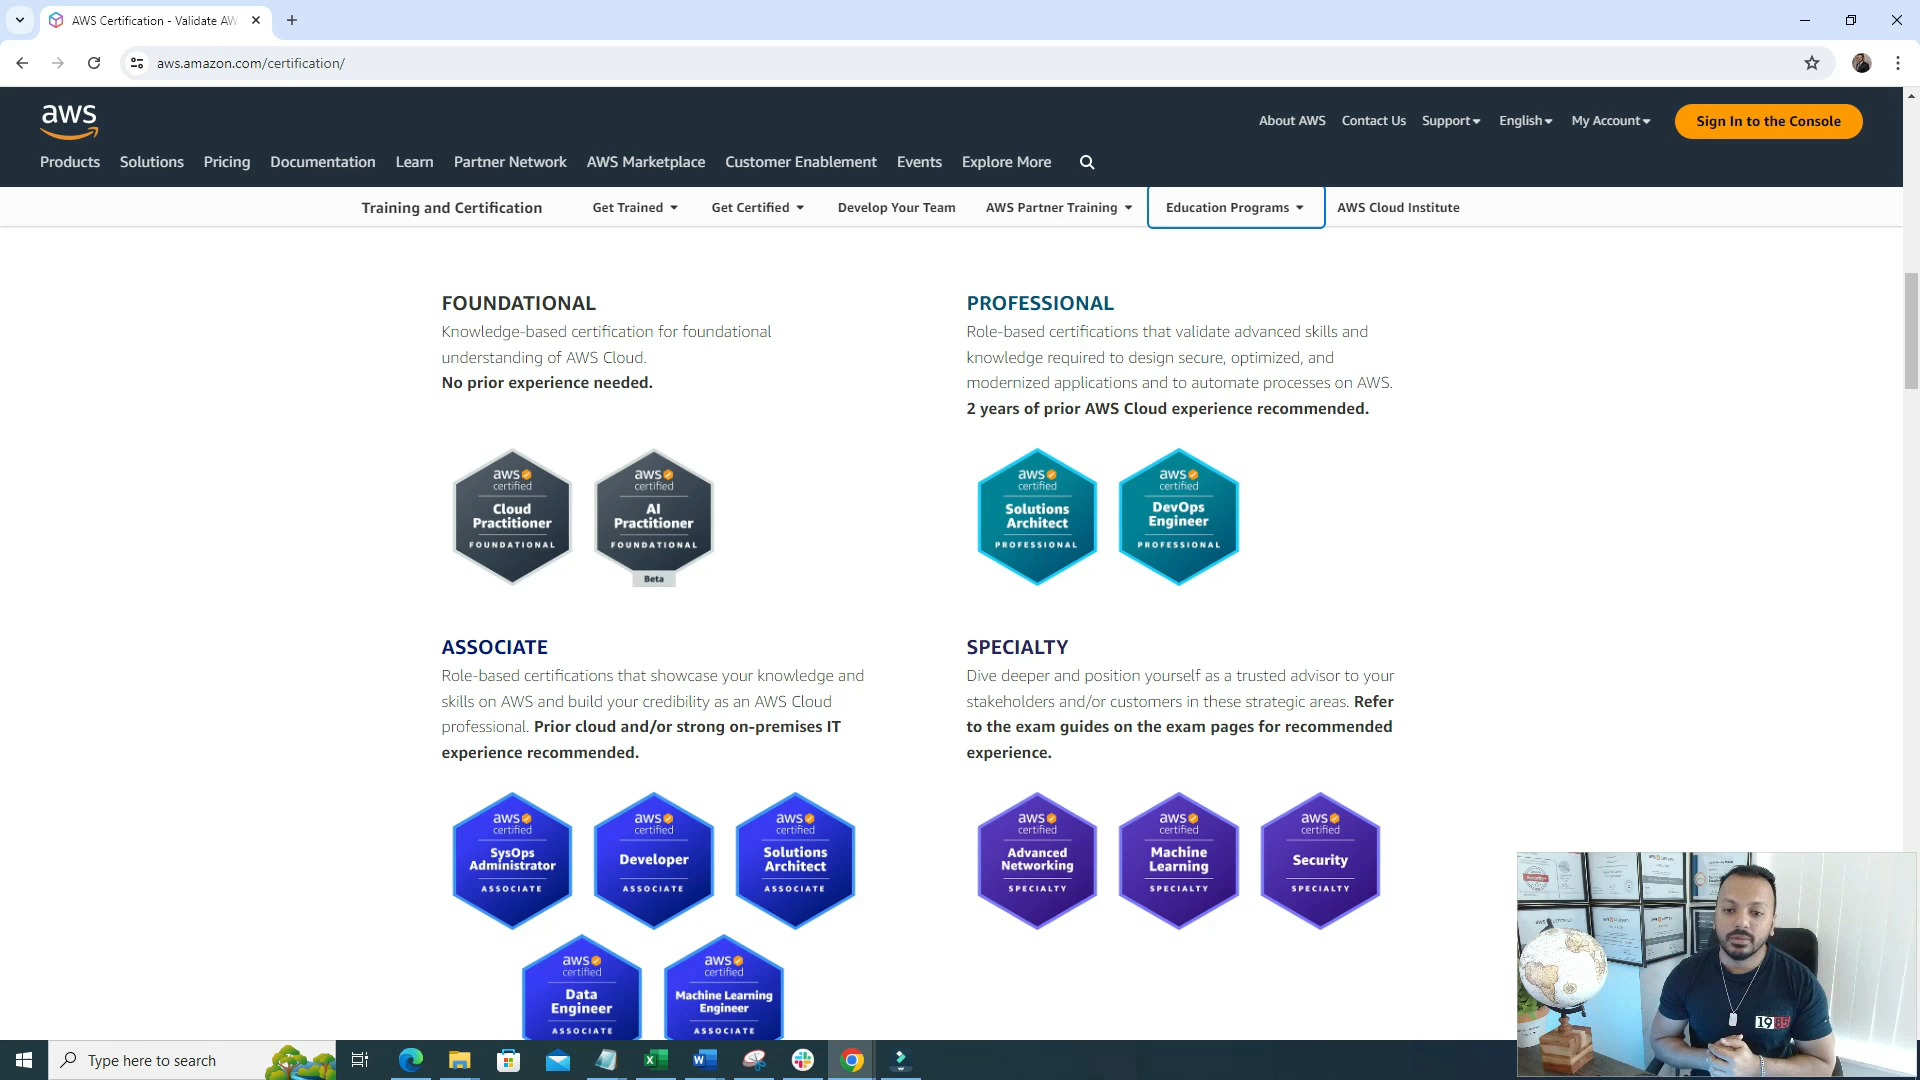 AWS Certification - Validate AW
aws.amazon.com/certification/
aws
About AWS
Contact Us
Support
English
My Account
Sign In to the Console
Products
Solutions
Pricing
Documentation
Learn
Partner Network
AWS Marketplace
Customer Enablement
Events
Explore More
Training and Certification
Get Trained
Get Certified
Develop Your Team
AWS Partner Training
Education Programs
AWS Cloud Institute
FOUNDATIONAL
Knowledge-based certification for foundational
understanding of AWS Cloud.
No prior experience needed.
aws
certified
Cloud
Practitioner
FOUNDATIONAL
aws
certified
AI
Practitioner
FOUNDATIONAL
Beta
PROFESSIONAL
Role-based certifications that validate advanced skills and
knowledge required to design secure, optimized, and
modernized applications and to automate processes on AWS.
2 years of prior AWS Cloud experience recommended.
aws
certified
Solutions
Architect
PROFESSIONAL
aws
certified
DevOps
Engineer
PROFESSIONAL
ASSOCIATE
Role-based certifications that showcase your knowledge and
skills on AWS and build your credibility as an AWS Cloud
professional. Prior cloud and/or strong on-premises IT
experience recommended.
aws
certified
SysOps
Administrator
ASSOCIATE
aws
certified
Developer
ASSOCIATE
aws
certified
Solutions
Architect
ASSOCIATE
aws
certified
Data
Engineer
ASSOCIATE
aws
certified
Machine Learning
Engineer
ASSOCIATE
SPECIALTY
Dive deeper and position yourself as a trusted advisor to your
stakeholders and/or customers in these strategic areas. Refer
to the exam guides on the exam pages for recommended
experience.
aws
certified
Advanced
Networking
SPECIALTY
aws
certified
Machine
Learning
SPECIALTY
aws
certified
Security
SPECIALTY
1985
Type here to search